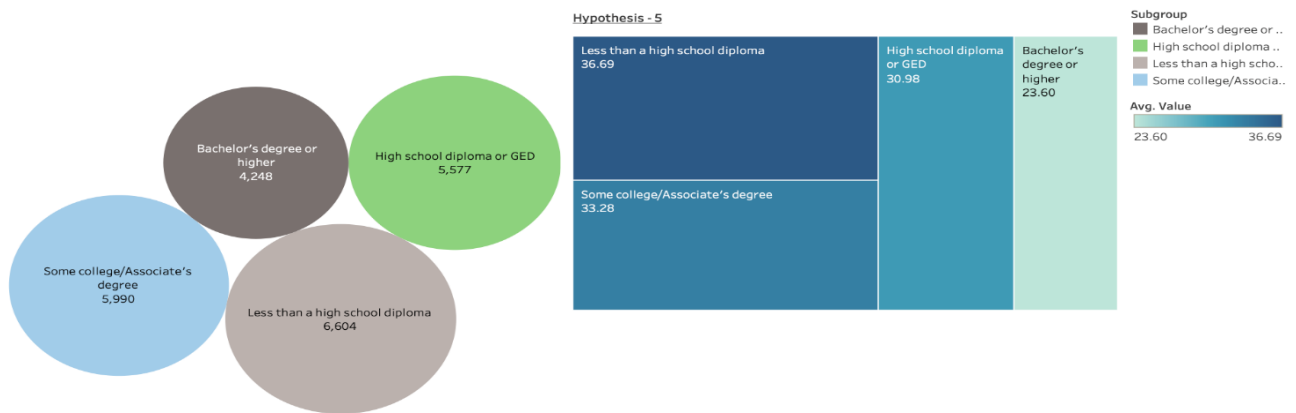 Bachelor's degree or
higher
4,248
High school diploma or GED
5,577
Some college/Associate's
degree
5,990
Less than a high school diploma
6,604
Hypothesis - 5
Less than a high school diploma
36.69
Some college/Associate's degree
33.28
High school diploma
or GED
30.98
Bachelor's
degree or
higher
23.60
Subgroup
Bachelor's degree or ..
High school diploma ..
Less than a high scho..
Some college/Associa..
Avg. Value
23.60 36.69